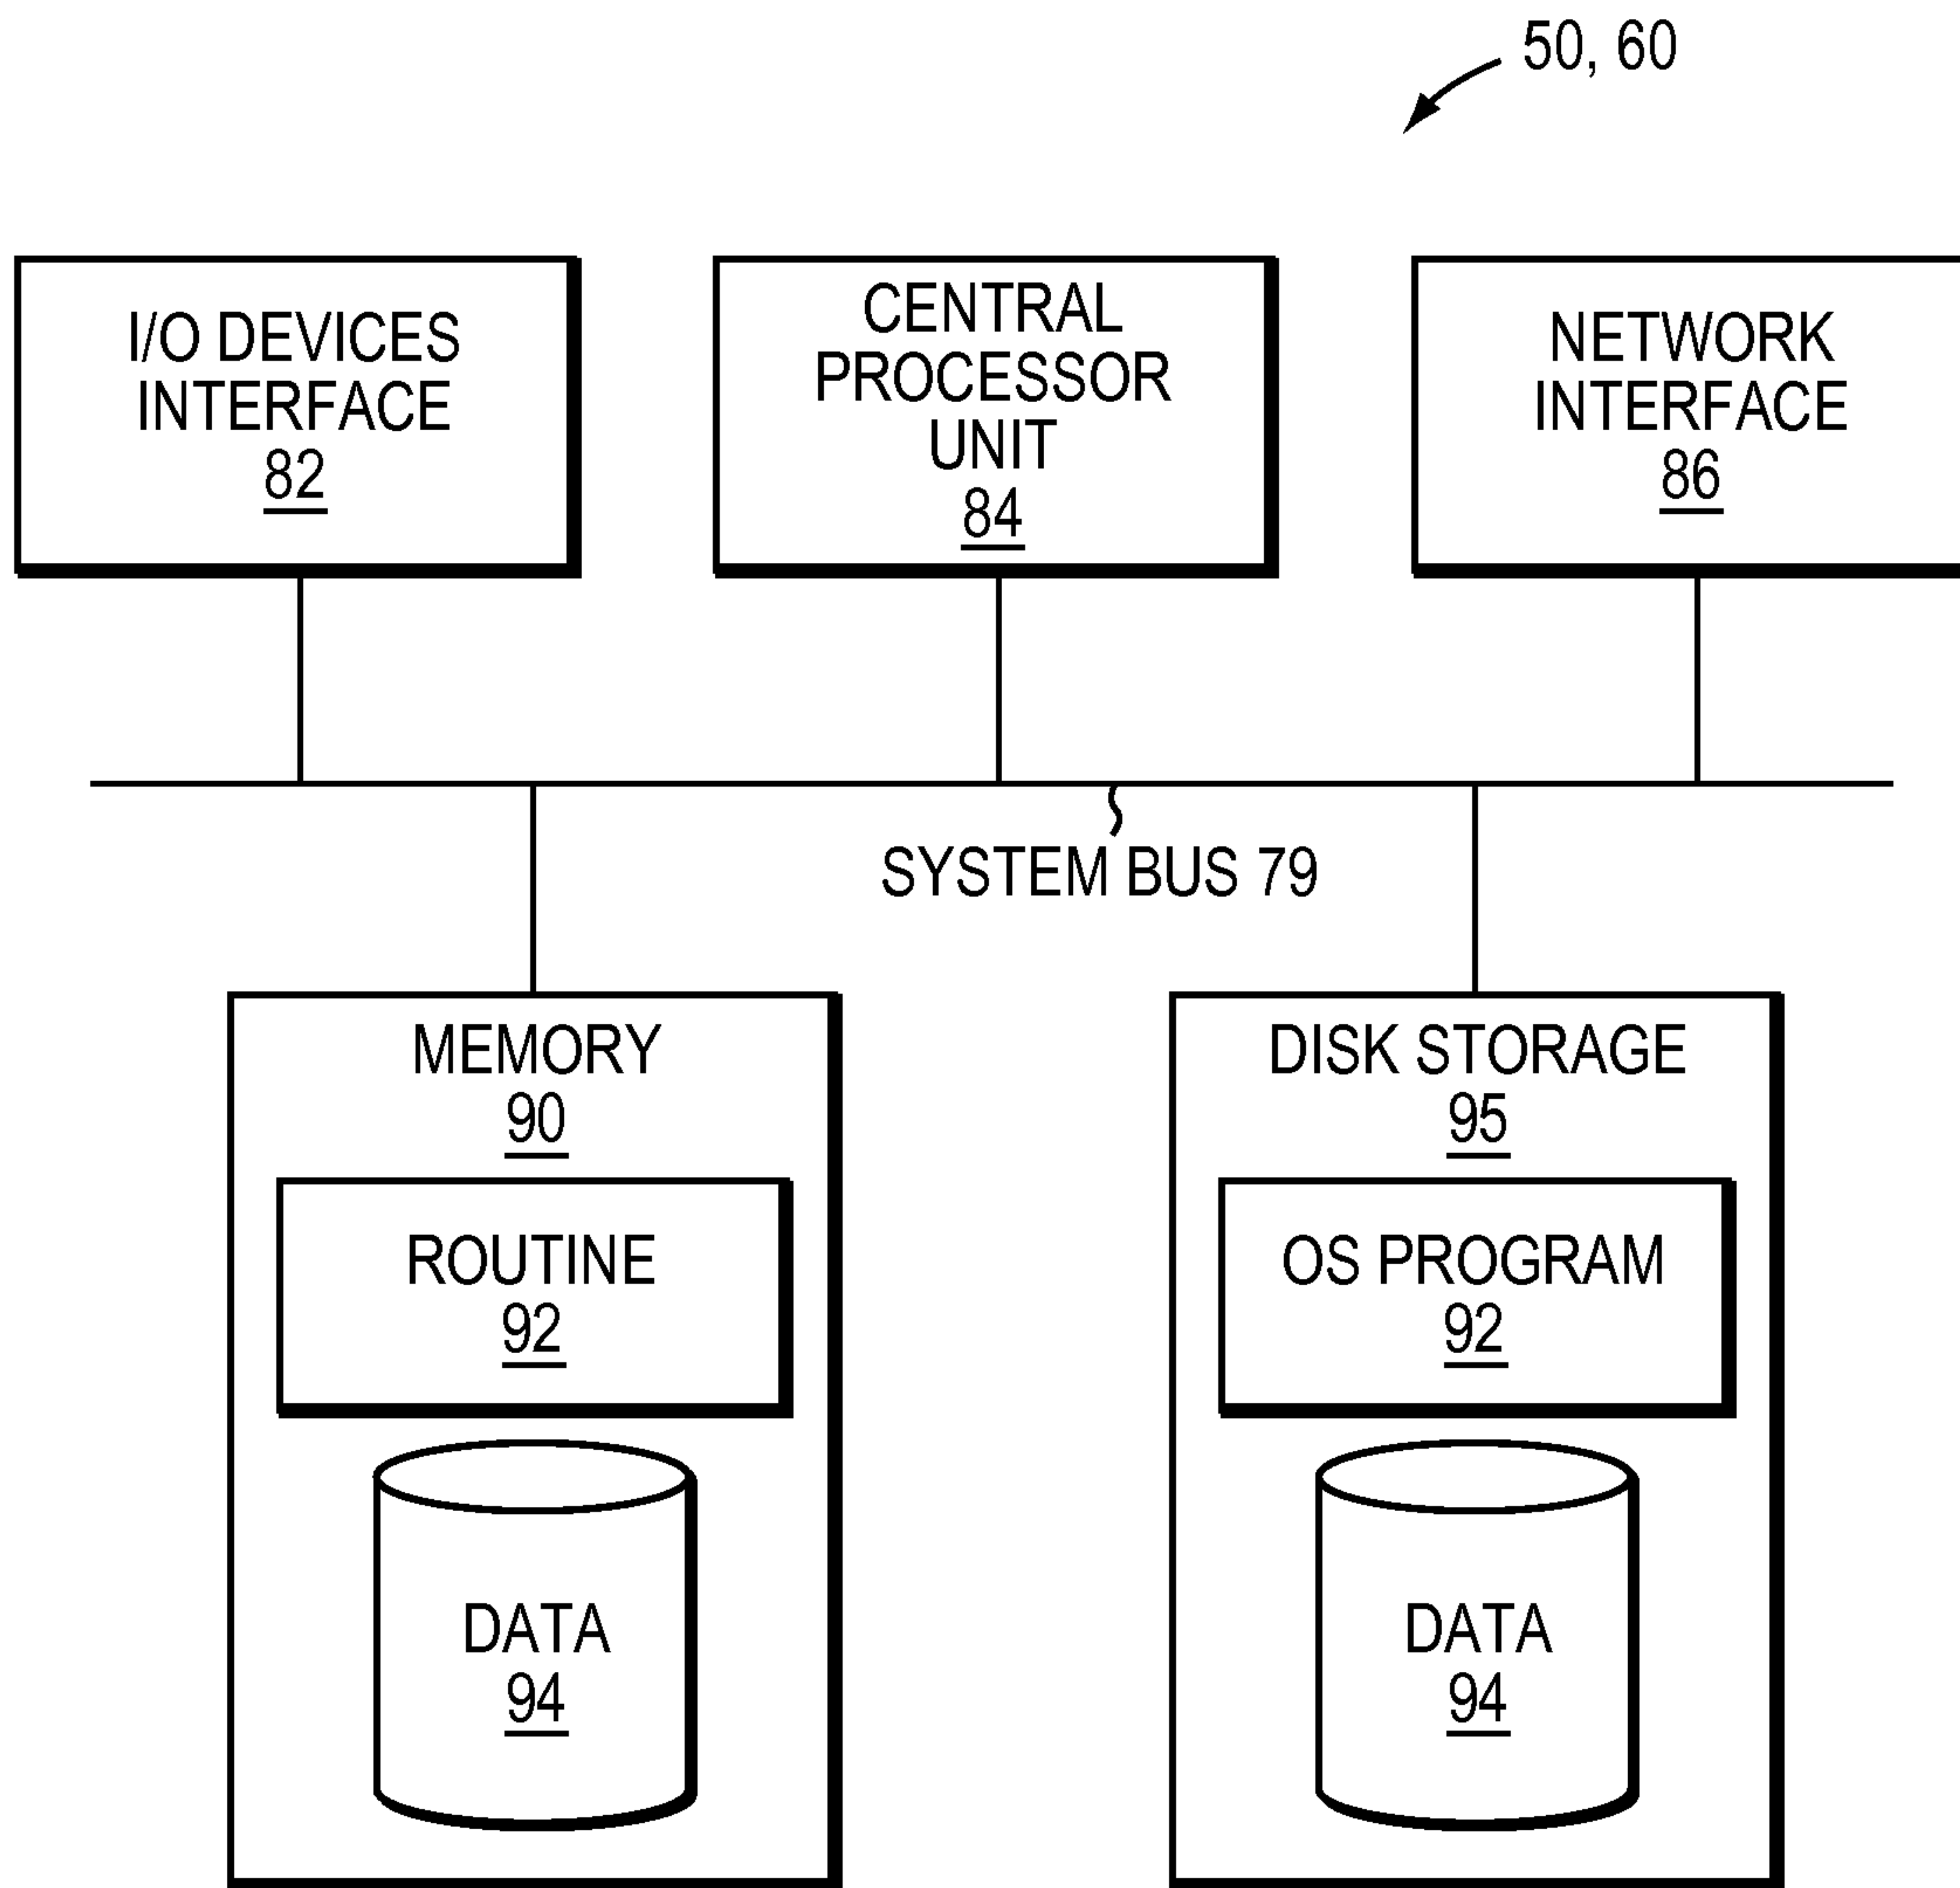 50, 60
I/O DEVICES
INTERFACE
82
CENTRAL
PROCESSOR
UNIT
84
NETWORK
INTERFACE
86
SYSTEM BUS 79
MEMORY
90
ROUTINE
92
DATA
94
DISK STORAGE
95
OS PROGRAM
92
DATA
94